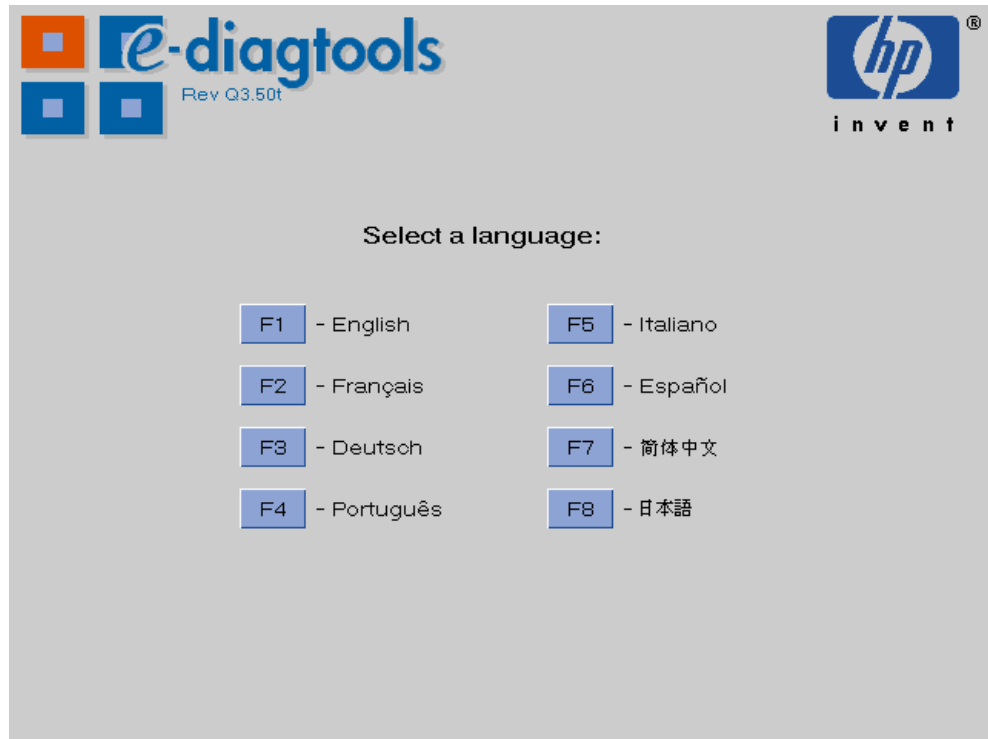 e-diagtools
Rev Q3.50t
hp
®
invent
Select a language:
F1 - English
F2 - Français
F3 - Deutsch
F4 - Português
F5 - Italiano
F6 - Español
F7 - 简体中文
F8 - 日本語